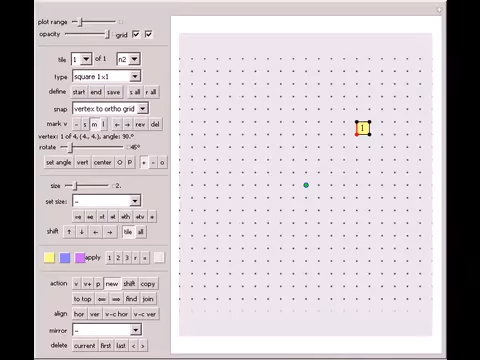 plot range
opacity grid
tile 1 of 1 n2
type square 1×1
define start end save s all r all
snap vertex to ortho grid
mark v - s m l ← → rev del
vertex: 1 of 4, {4., 4.}, angle: 90.°
rotate 45°
set angle vert center O P + - o
size 2.
set size: -
shift ↑ ↓ ← → tile all
apply 1 2 3 r =
action v v+ p new shift copy
to top find join
align hor ver v-c hor v-c ver
mirror -
delete current first last < >
1